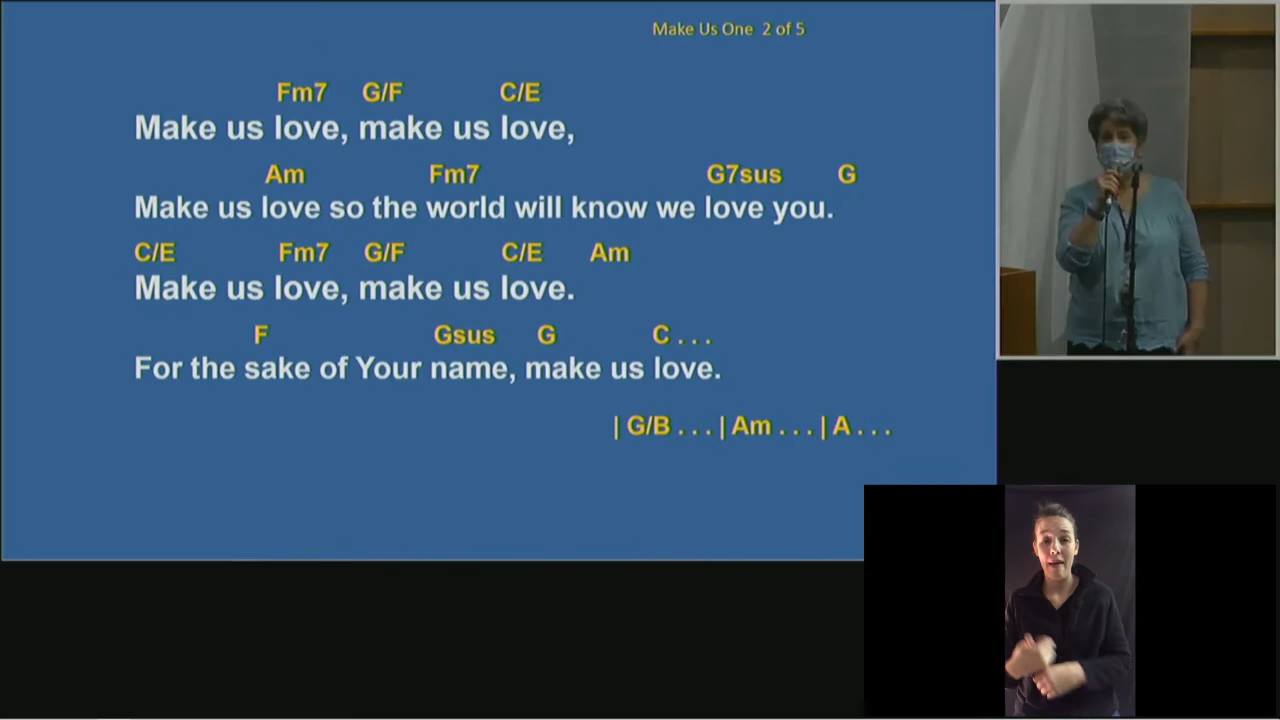 Make Us One 2 of 5
Fm7 G/F C/E
Make us love, make us love,
Am Fm7 G7sus G
Make us love so the world will know we love you.
C/E Fm7 G/F C/E Am
Make us love, make us love.
F Gsus G C . . .
For the sake of Your name, make us love.
| G/B . . . | Am . . . | A . . .